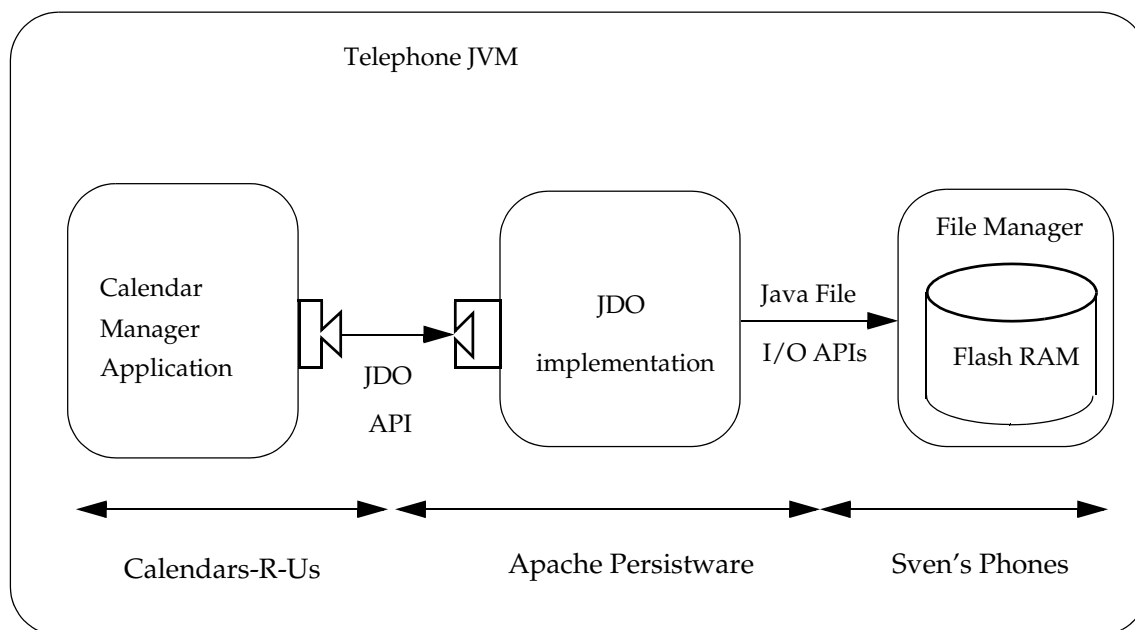 Telephone JVM
Calendar
Manager
Application
JDO
API
JDO
implementation
Java File
I/O APIs
File Manager
Flash RAM
Calendars-R-Us
Apache Persistware
Sven’s Phones